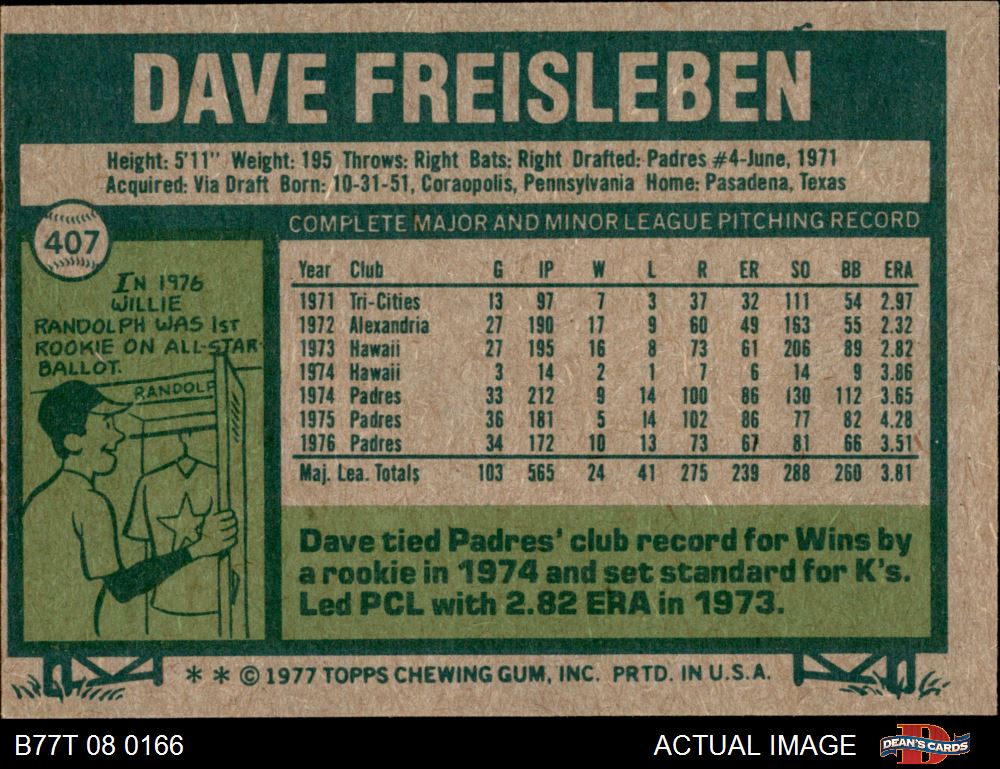 DAVE FREISLEBEN
Height: 5'11" Weight: 195 Throws: Right Bats: Right Drafted: Padres #4-June, 1971
Acquired: Via Draft Born: 10-31-51, Coraopolis, Pennsylvania Home: Pasadena, Texas
407
COMPLETE MAJOR AND MINOR LEAGUE PITCHING RECORD
IN 1976
WILLIE
RANDOLPH WAS 1ST
ROOKIE ON ALL-STAR
BALLOT.
RANDOLP
Year Club G IP W L R ER SO BB ERA
1971 Tri-Cities 13 97 7 3 37 32 111 54 2.97
1972 Alexandria 27 190 17 9 60 49 163 55 2.32
1973 Hawaii 27 195 16 8 73 61 206 89 2.82
1974 Hawaii 3 14 2 1 7 6 14 9 3.86
1974 Padres 33 212 9 14 100 86 130 112 3.65
1975 Padres 36 181 5 14 102 86 77 82 4.28
1976 Padres 34 172 10 13 73 67 81 66 3.51
Maj. Lea. Totals 103 565 24 41 275 239 288 260 3.81
Dave tied Padres' club record for Wins by
a rookie in 1974 and set standard for K's.
Led PCL with 2.82 ERA in 1973.
* * © 1977 TOPPS CHEWING GUM, INC. PRTD. IN U.S.A.
B77T 08 0166
ACTUAL IMAGE
DEAN'S CARDS